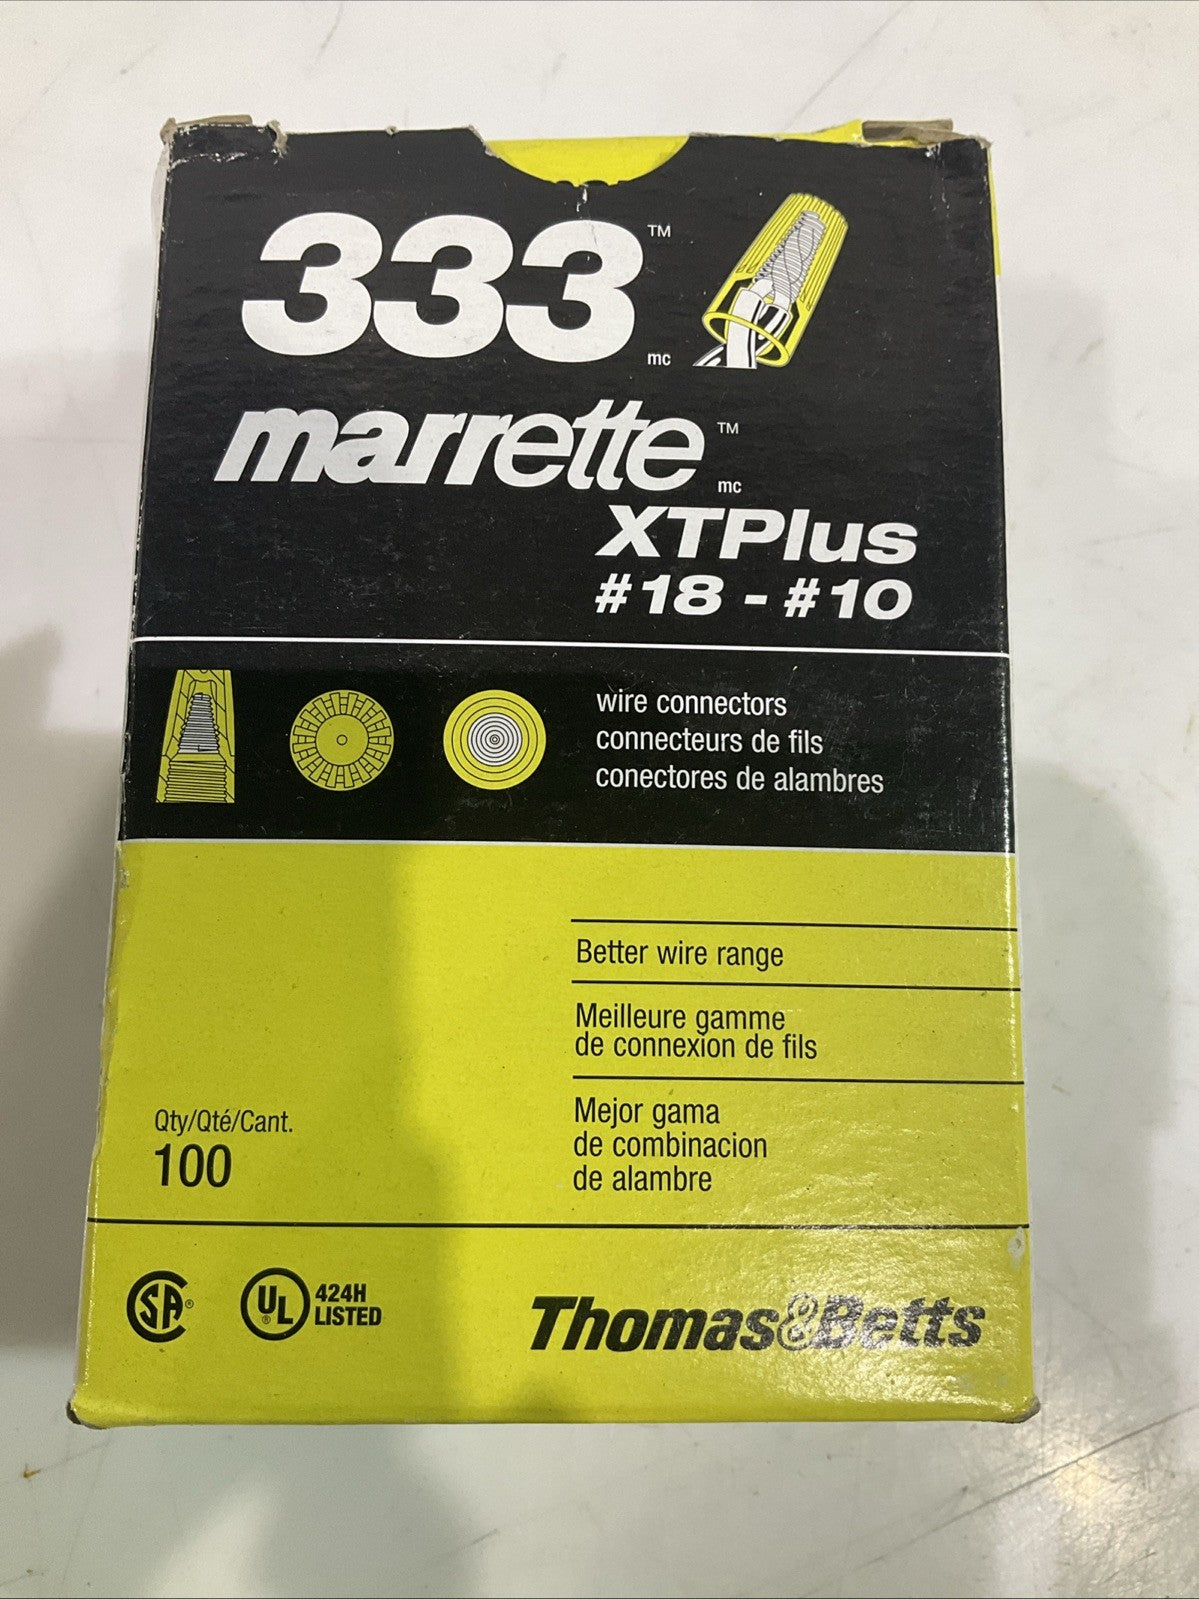 333™
mc
marrette™
mc
XTPlus
#18 - #10
wire connectors
connecteurs de fils
conectores de alambres
Better wire range
Meilleure gamme
de connexion de fils
Mejor gama
de combinacion
de alambre
Qty/Qté/Cant.
100
CSA®
UL® 424H
LISTED
Thomas&Betts